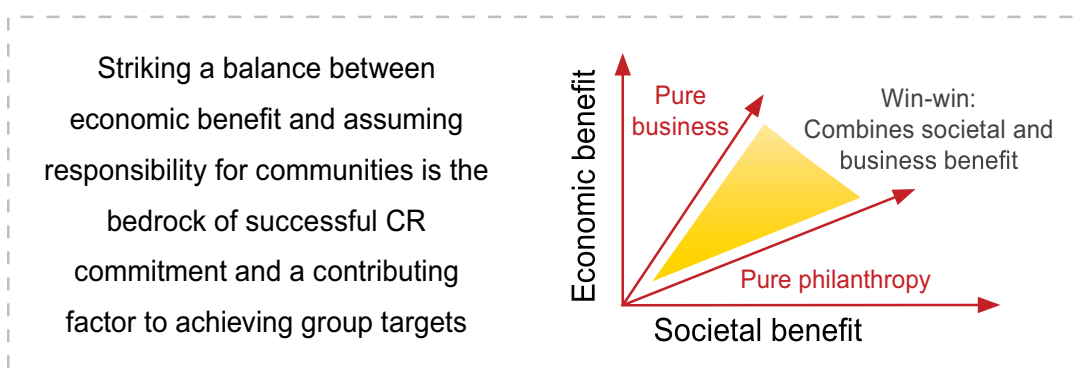 Striking a balance between
economic benefit and assuming
responsibility for communities is the
bedrock of successful CR
commitment and a contributing
factor to achieving group targets
Economic benefit
Pure
business
Win-win:
Combines societal and
business benefit
Pure philanthropy
Societal benefit